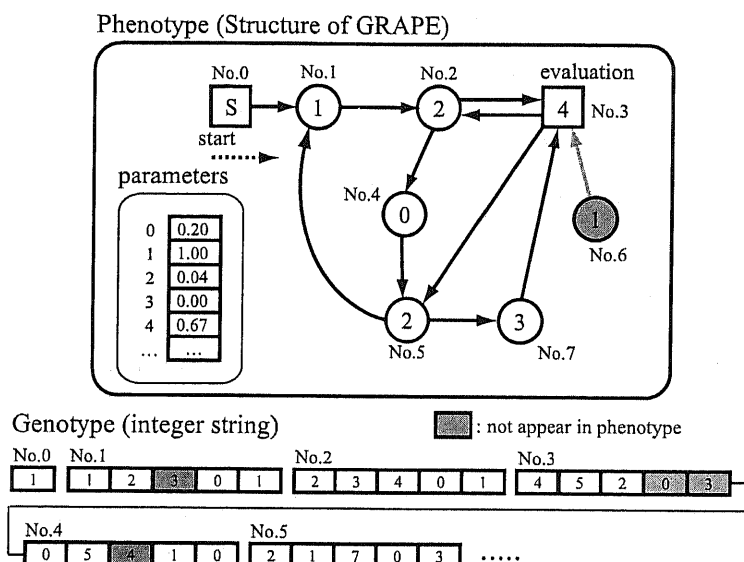 Phenotype (Structure of GRAPE)
No.0 No.1 No.2 evaluation
S 1 2 4 No.3
start
parameters
No.4 0 1
No.6
0 0.20
1 1.00
2 0.04
3 0.00
4 0.67
... ...
2 3
No.5 No.7
Genotype (integer string)
: not appear in phenotype
No.0 No.1 No.2 No.3
1 1 2 3 0 1 2 3 4 0 1 4 5 2 0 3
No.4 No.5
0 5 4 1 0 2 1 7 0 3 .....